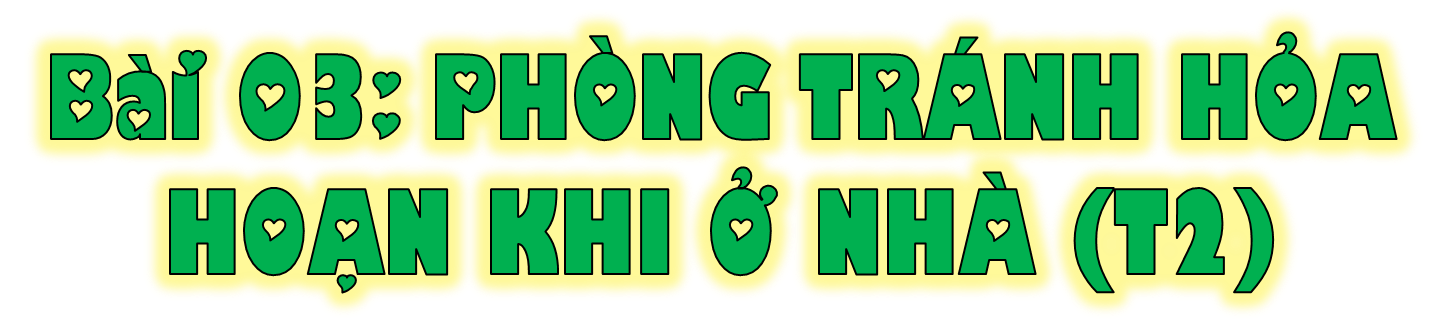 Bài 03: PHÒNG TRÁNH HỎA
HOẠN KHI Ở NHÀ (T2)